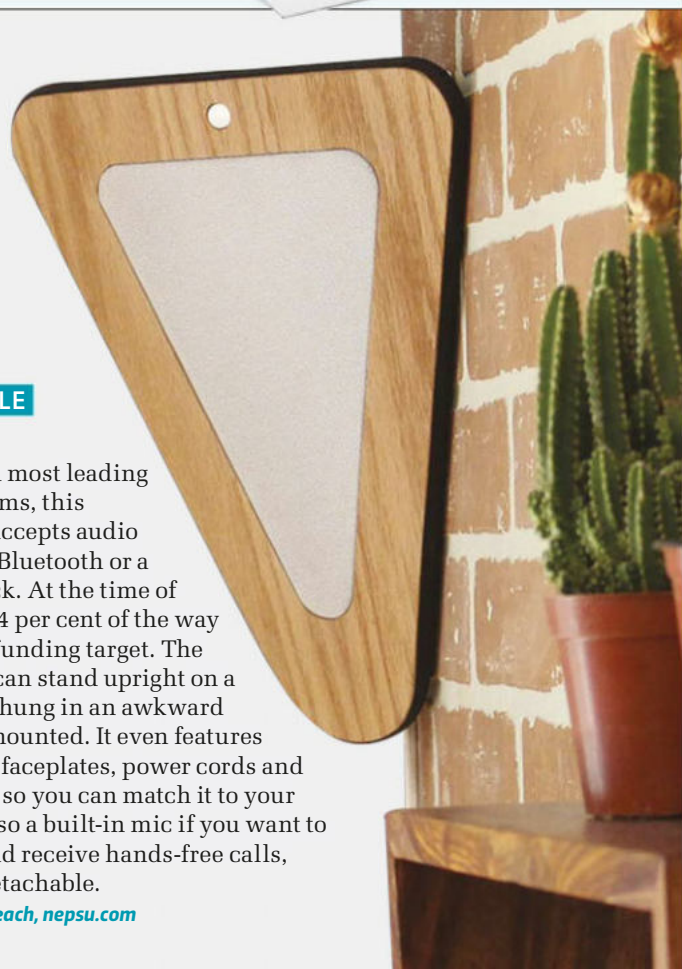 LE
most leading
ms, this
ccepts audio
Bluetooth or a
k. At the time of
4 per cent of the way
unding target. The
can stand upright on a
hung in an awkward
nounted. It even features
faceplates, power cords and
so you can match it to your
so a built-in mic if you want to
d receive hands-free calls,
etachable.
each, nepsu.com